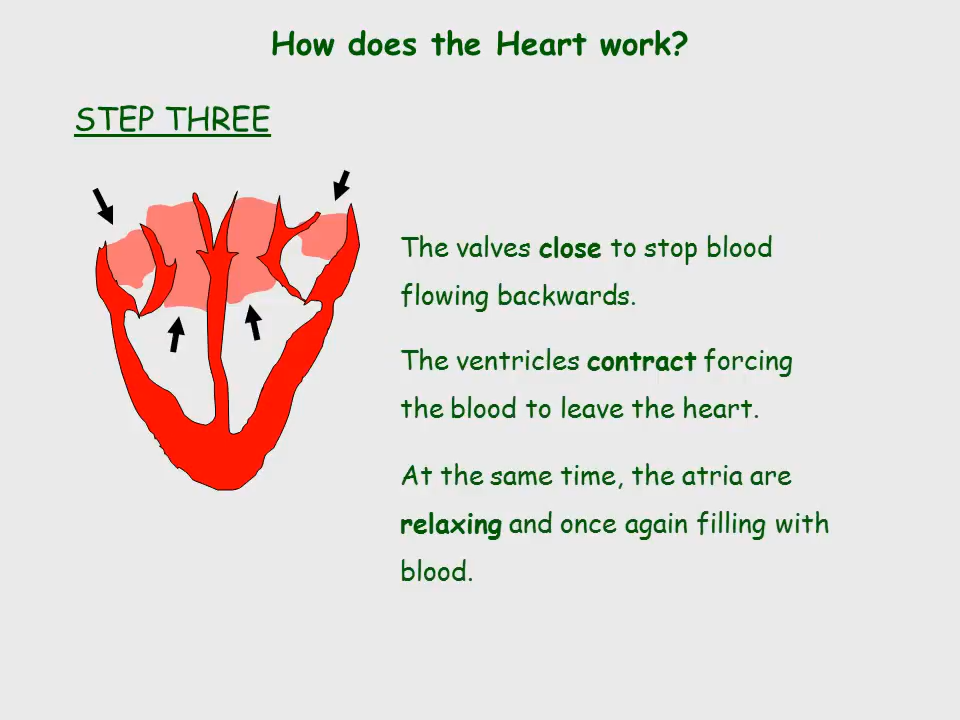 How does the Heart work?
STEP THREE
The valves close to stop blood
flowing backwards.
The ventricles contract forcing
the blood to leave the heart.
At the same time, the atria are
relaxing and once again filling with
blood.